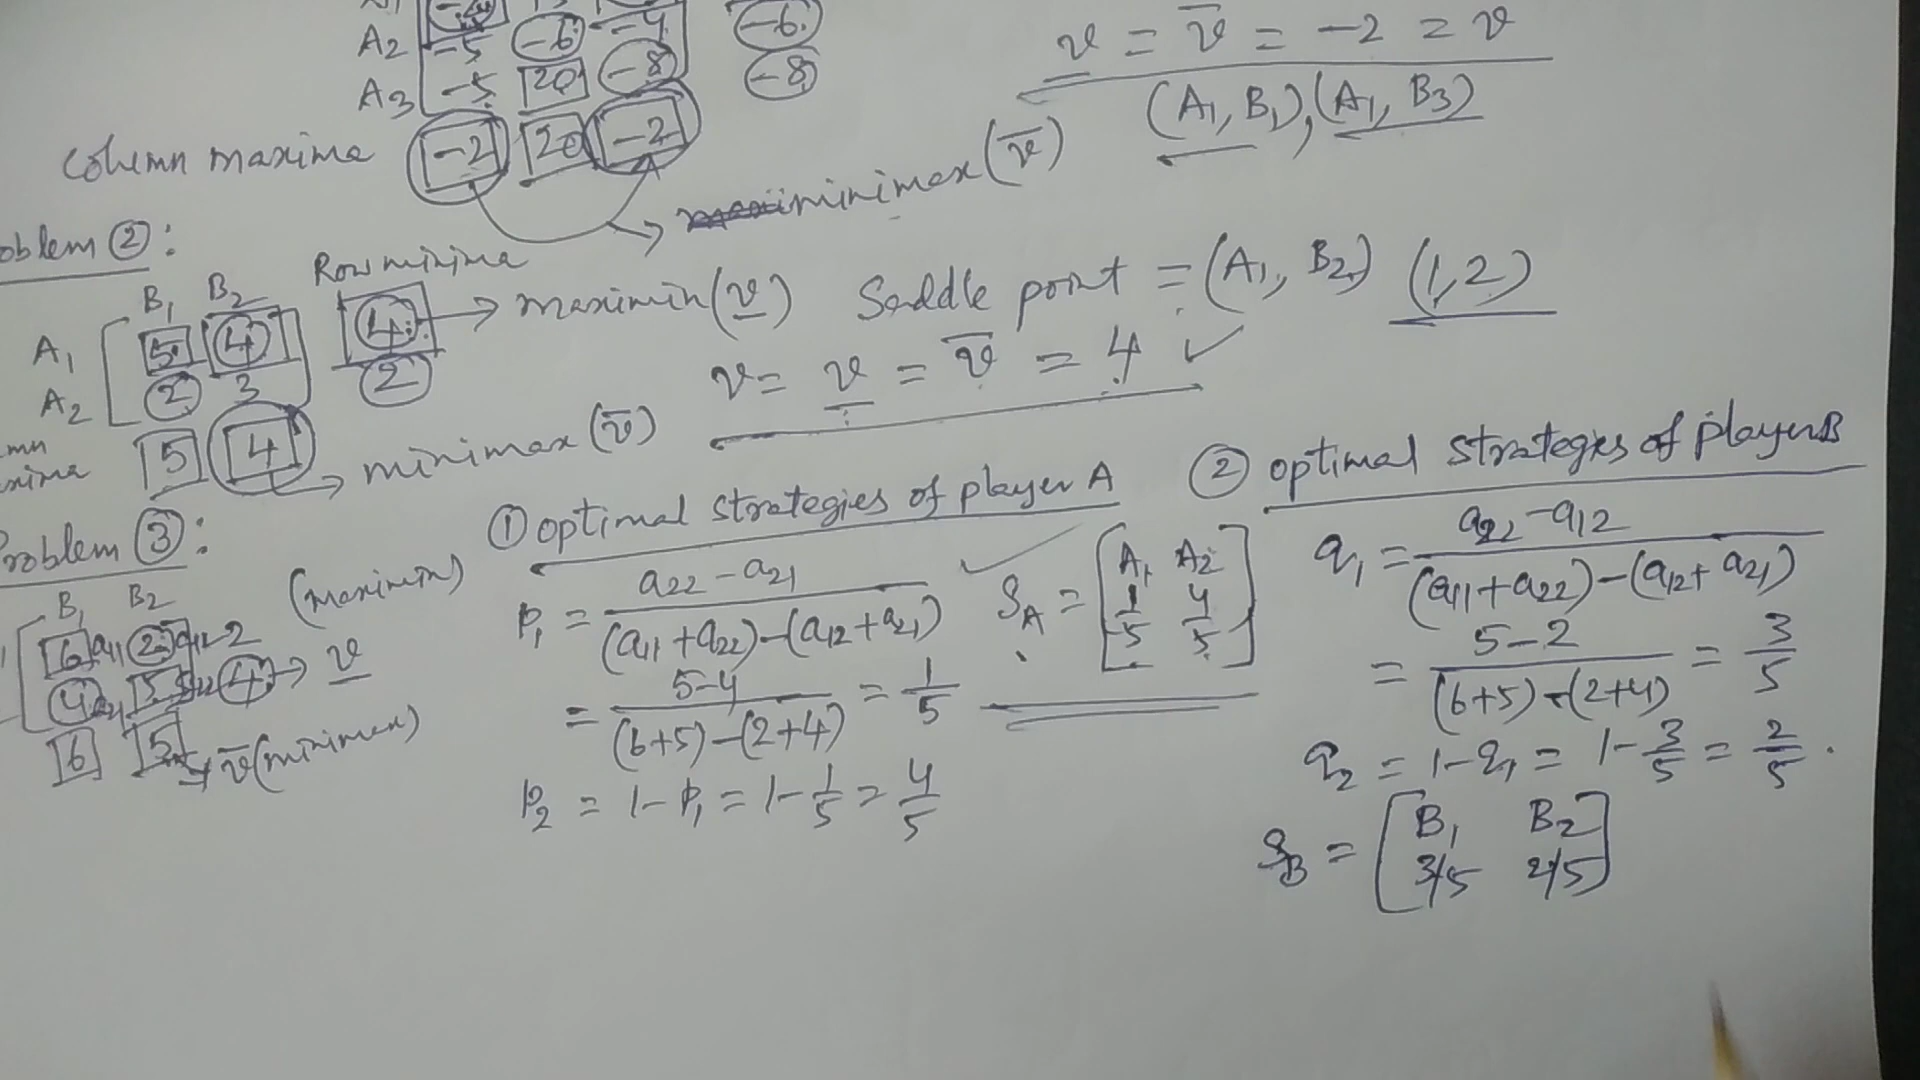 A2 -5 -6 -4 -6
A3 -5 20 -8 -8
Column maxima -2 20 -2
minimax (v̅)
v = v̅ = -2 = v
(A1, B1), (A1, B3)
oblem ②:
B1 B2 Row minima
A1 5 4 4 → maximin (v)
A2 2 3 2
mn
xima 5 4 → minimax (v̅)
Saddle point = (A1, B2) (1,2)
v = v = v̅ = 4 ✓
Problem ③:
B1 B2 (maximin)
6 a11 2 a12 2
4 a21 5 a22 4 → v
6 5 → v̅ (minimax)
① optimal strategies of player A
p1 = (a22 - a21) / ((a11 + a22) - (a12 + a21))
= (5-4) / ((6+5) - (2+4)) = 1/5
p2 = 1 - p1 = 1 - 1/5 = 4/5
SA = [A1 A2
1/5 4/5]
② optimal strategies of player B
q1 = (a22 - a12) / ((a11 + a22) - (a12 + a21))
= (5-2) / ((6+5) - (2+4)) = 3/5
q2 = 1 - q1 = 1 - 3/5 = 2/5.
SB = [B1 B2
3/5 2/5]